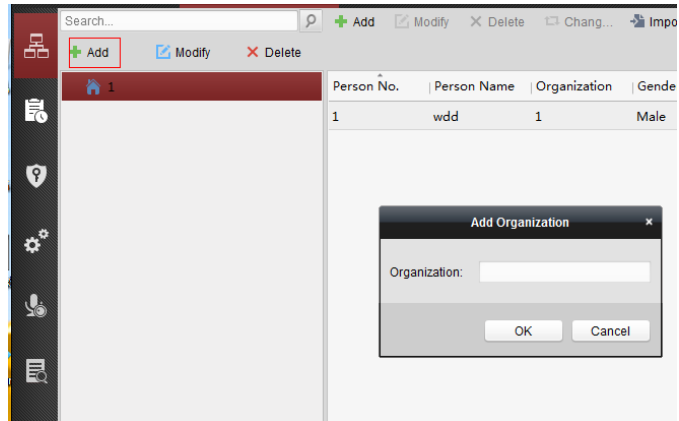 Search...
Add Modify Delete Chang... Impo
Add Modify Delete
1
Person No. Person Name Organization Gende
1 wdd 1 Male
Add Organization
Organization:
OK Cancel